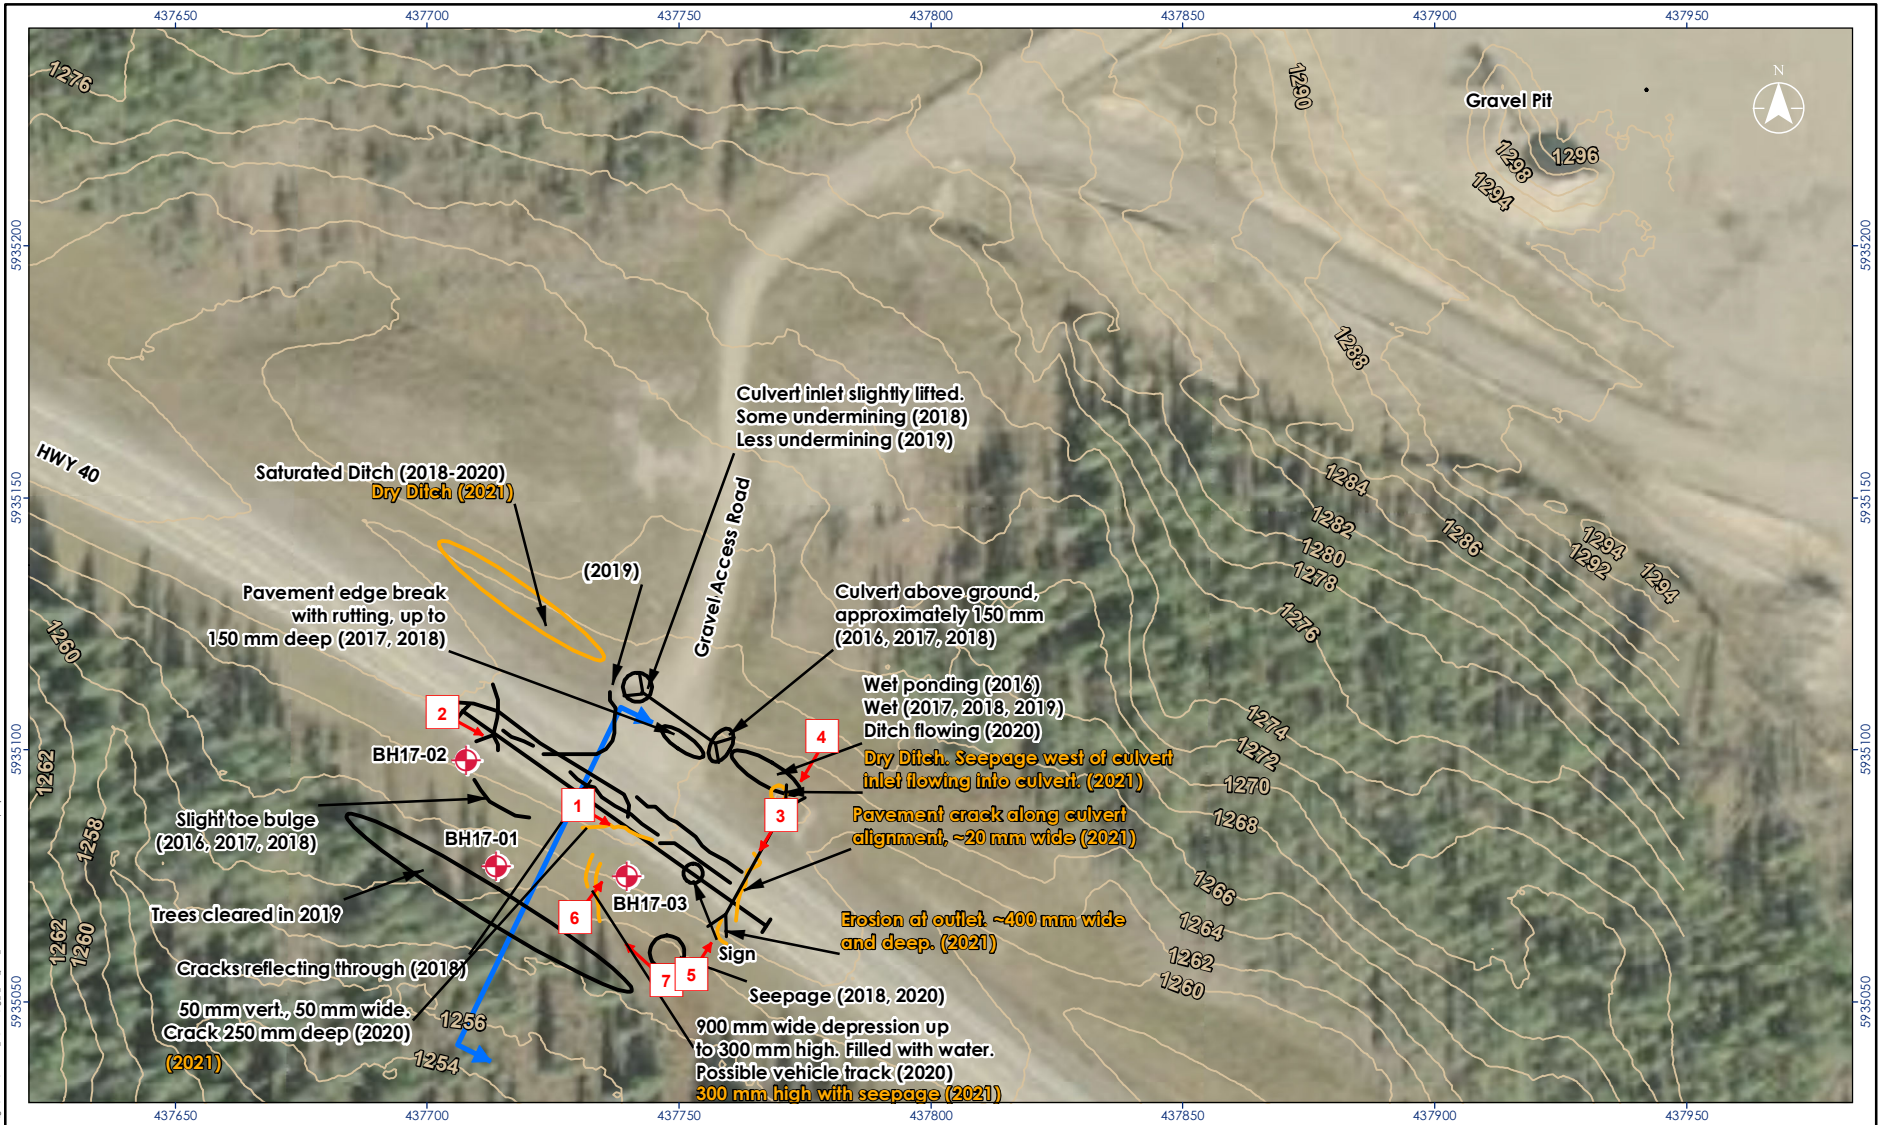 437650
437700
437750
437800
437850
437900
437950
1276
1290
Gravel Pit
N
1296
1298
1294
5935200
5935200
1288
Culvert inlet slightly lifted.
Some undermining (2018)
Less undermining (2019)
HWY 40
Saturated Ditch (2018-2020)
Dry Ditch (2021)
5935150
5935150
1284
1282
1280
1278
1286
1294
1292
1294
1276
Gravel Access Road
(2019)
Pavement edge break
with rutting, up to
150 mm deep (2017, 2018)
Culvert above ground,
approximately 150 mm
(2016, 2017, 2018)
1260
Wet ponding (2016)
Wet (2017, 2018, 2019)
Ditch flowing (2020)
Dry Ditch. Seepage west of culvert
inlet flowing into culvert. (2021)
2
4
BH17-02
1274
1272
1270
1268
5935100
5935100
1262
1
3
Pavement crack along culvert
alignment, ~20 mm wide (2021)
Slight toe bulge
(2016, 2017, 2018)
1258
BH17-01
BH17-03
1266
1264
1262
1260
6
Trees cleared in 2019
Erosion at outlet. ~400 mm wide
and deep. (2021)
Sign
1262
1260
Cracks reflecting through (2018)
7
5
Seepage (2018, 2020)
50 mm vert., 50 mm wide.
Crack 250 mm deep (2020)
(2021)
1256
1254
5935050
5935050
900 mm wide depression up
to 300 mm high. Filled with water.
Possible vehicle track (2020)
300 mm high with seepage (2021)
437650
437700
437750
437800
437850
437900
437950